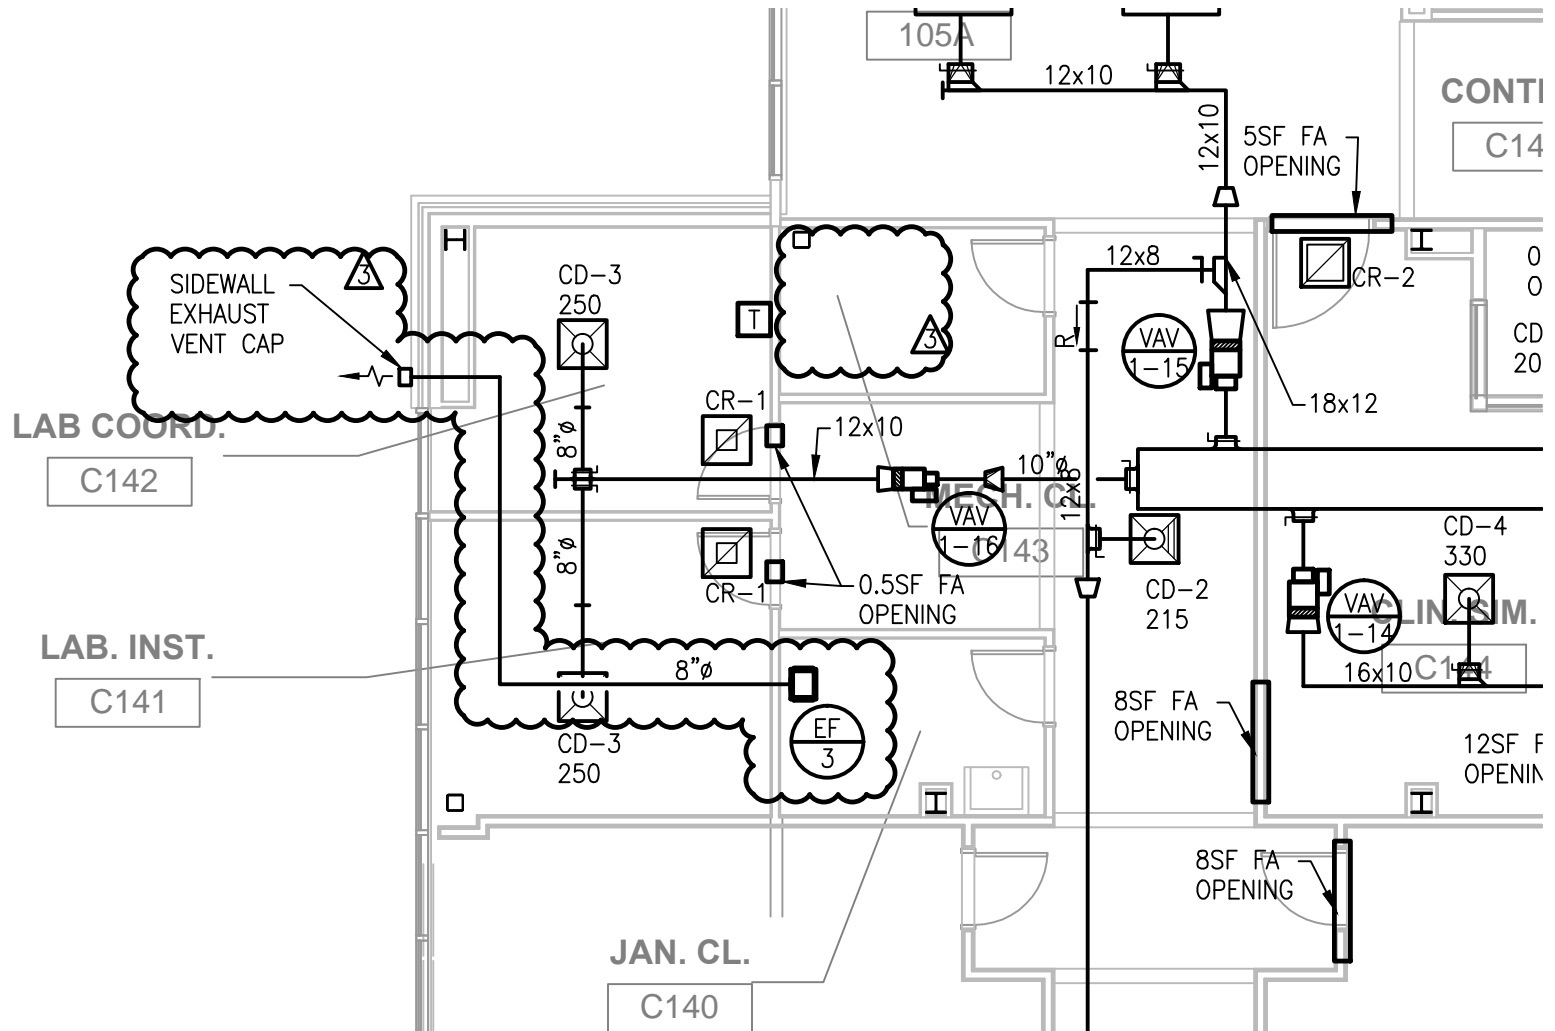 105A
12x10
12x10
5SF FA
OPENING
CONT
C14
SIDEWALL
EXHAUST
VENT CAP
3
CD-3
250
T
3
12x8
R
VAV
1-15
CR-2
CD
20
18x12
LAB COORD.
C142
8"ø
CR-1
12x10
10"ø
12x8
MECH. CL.
C143
VAV
1-16
8"ø
CR-1
0.5SF FA
OPENING
CD-2
215
CD-4
330
VAV
1-14
CLIN. SIM.
C144
16x10
LAB. INST.
C141
8"ø
EF
3
CD-3
250
8SF FA
OPENING
12SF F
OPENIN
8SF FA
OPENING
JAN. CL.
C140